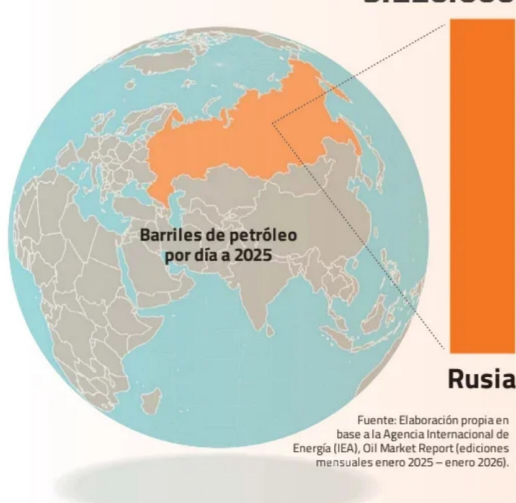 Barriles de petróleo
por día a 2025
Rusia
Fuente: Elaboración propia en
base a la Agencia Internacional de
Energía (IEA), Oil Market Report (ediciones
mensuales enero 2025 – enero 2026).